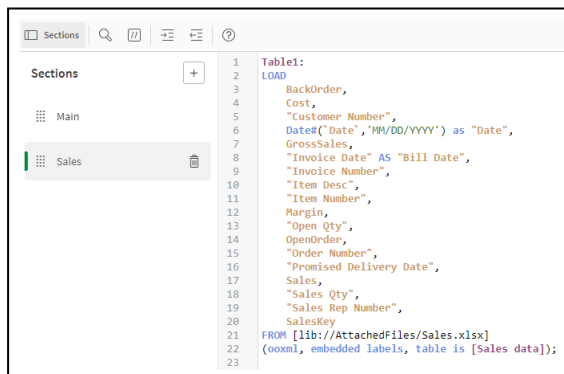 Sections
Sections
Main
Sales
1 Table1:
2 LOAD
3 BackOrder,
4 Cost,
5 "Customer Number",
6 Date#(`Date`,'MM/DD/YYYY') as "Date",
7 GrossSales,
8 "Invoice Date" AS "Bill Date",
9 "Invoice Number",
10 "Item Desc",
11 "Item Number",
12 Margin,
13 "Open Qty",
14 OpenOrder,
15 "Order Number",
16 "Promised Delivery Date",
17 Sales,
18 "Sales Qty",
19 "Sales Rep Number",
20 SalesKey
21 FROM [lib://AttachedFiles/Sales.xlsx]
22 (ooxml, embedded labels, table is [Sales data]);
23